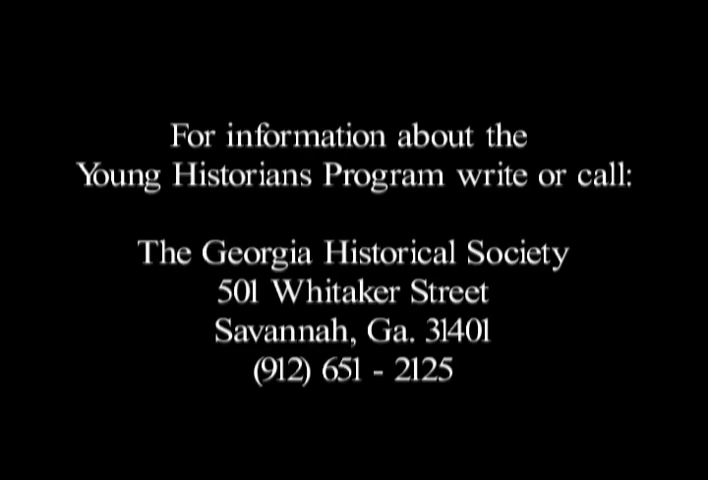 For information about the
Young Historians Program write or call:
The Georgia Historical Society
501 Whitaker Street
Savannah, Ga. 31401
(912) 651 - 2125